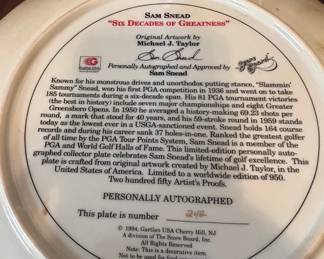 SAM SNEAD
"SIX DECADES OF GREATNESS"
Original Artwork by
Michael J. Taylor
Sam Snead
Personally Autographed and Approved by
Sam Snead
Known for his monstrous drives and unorthodox putting stance, "Slammin'
Sammy" Snead, won his first PGA competition in 1936 and went on to take
185 tournaments during a six-decade span. His 81 PGA tournament victories
(the best in history) include seven major championships and eight Greater
Greensboro Opens. In 1950 he averaged a history-making 69.23 shots per
round, a mark that stood for 40 years, and his 59-stroke round in 1959 stands
today as the lowest ever in a USGA-sanctioned event. Snead holds 164 course
records and during his career sank 37 holes-in-one. Ranked the greatest golfer
of all time by the PGA Tour Points System, Sam Snead is a member of the
PGA and World Golf Halls of Fame. This limited-edition personally auto-
graphed collector plate celebrates Sam Snead's lifetime of golf excellence. This
plate is crafted from original artwork created by Michael J. Taylor, in the
United States of America. Limited to a worldwide edition of 950.
Two hundred fifty Artist's Proofs.
PERSONALLY AUTOGRAPHED
This plate is number
© 1994, Gartlan USA Cherry Hill, NJ
A division of The Score Board, Inc.
All Rights Reserved.
Note: This is a decorative item.
Not to be used for food